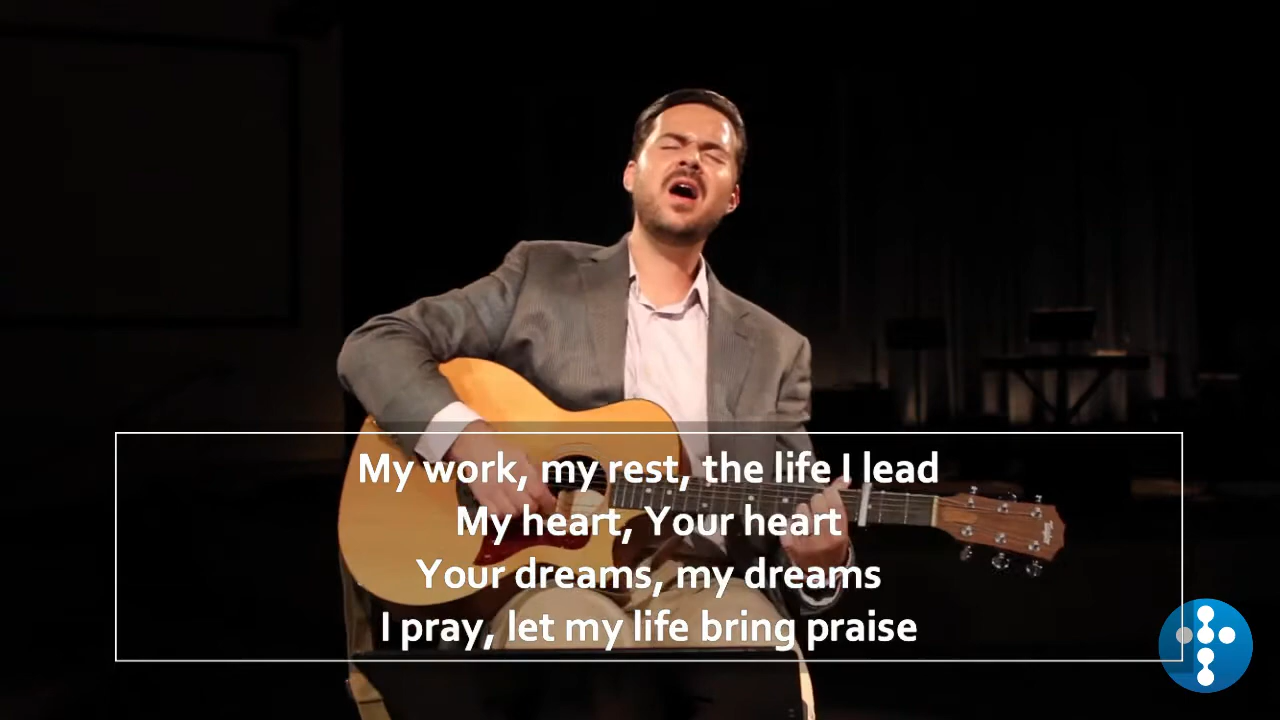 My work, my rest, the life I lead
My heart, Your heart
Your dreams, my dreams
I pray, let my life bring praise